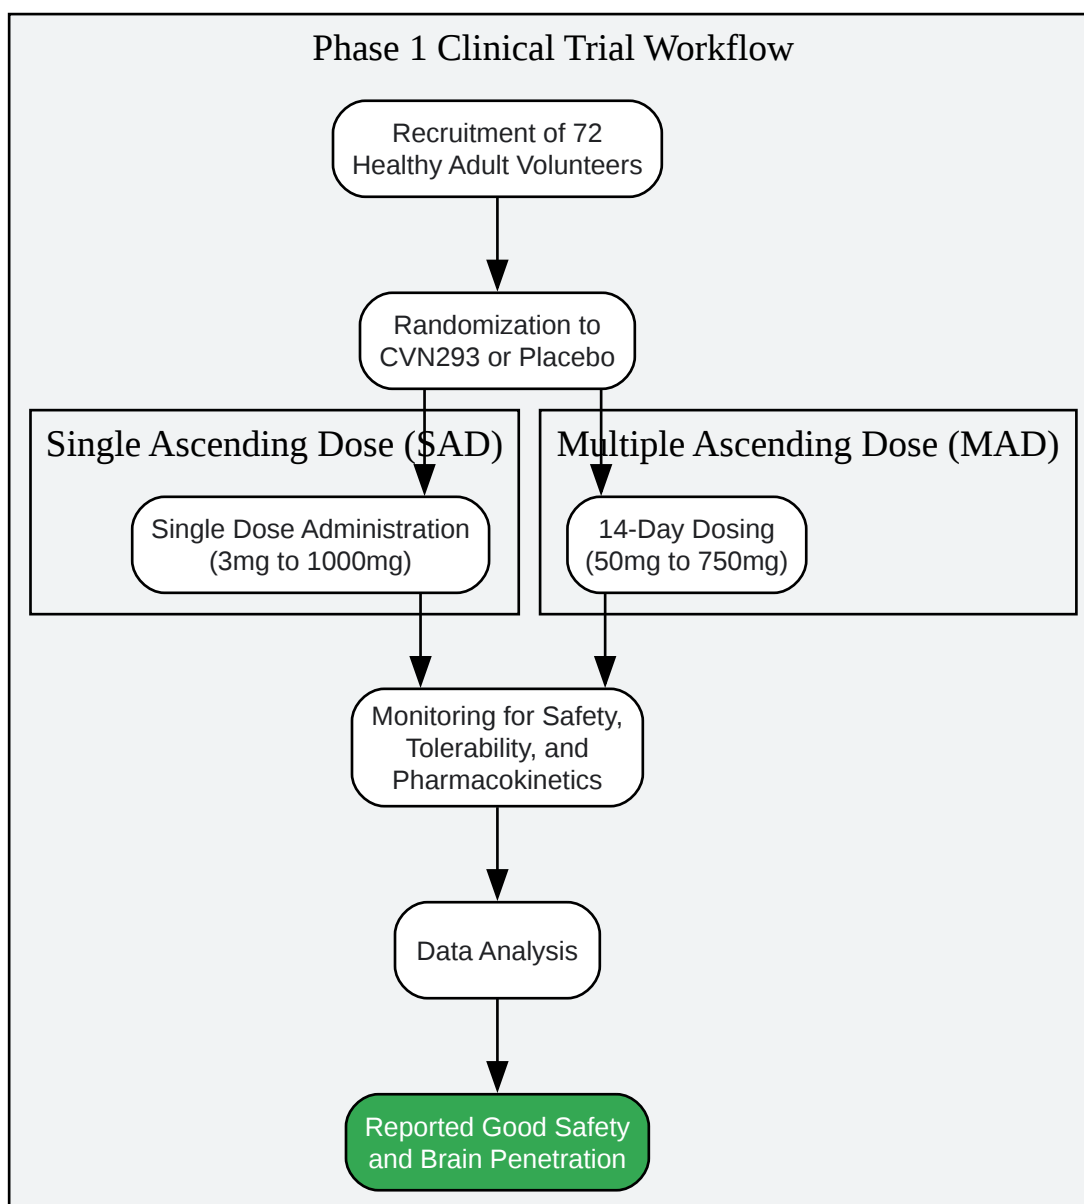 Phase 1 Clinical Trial Workflow
Recruitment of 72
Healthy Adult Volunteers
Randomization to
CVN293 or Placebo
Single Ascending Dose (SAD)
Multiple Ascending Dose (MAD)
Single Dose Administration
(3mg to 1000mg)
14-Day Dosing
(50mg to 750mg)
Monitoring for Safety,
Tolerability, and
Pharmacokinetics
Data Analysis
Reported Good Safety
and Brain Penetration